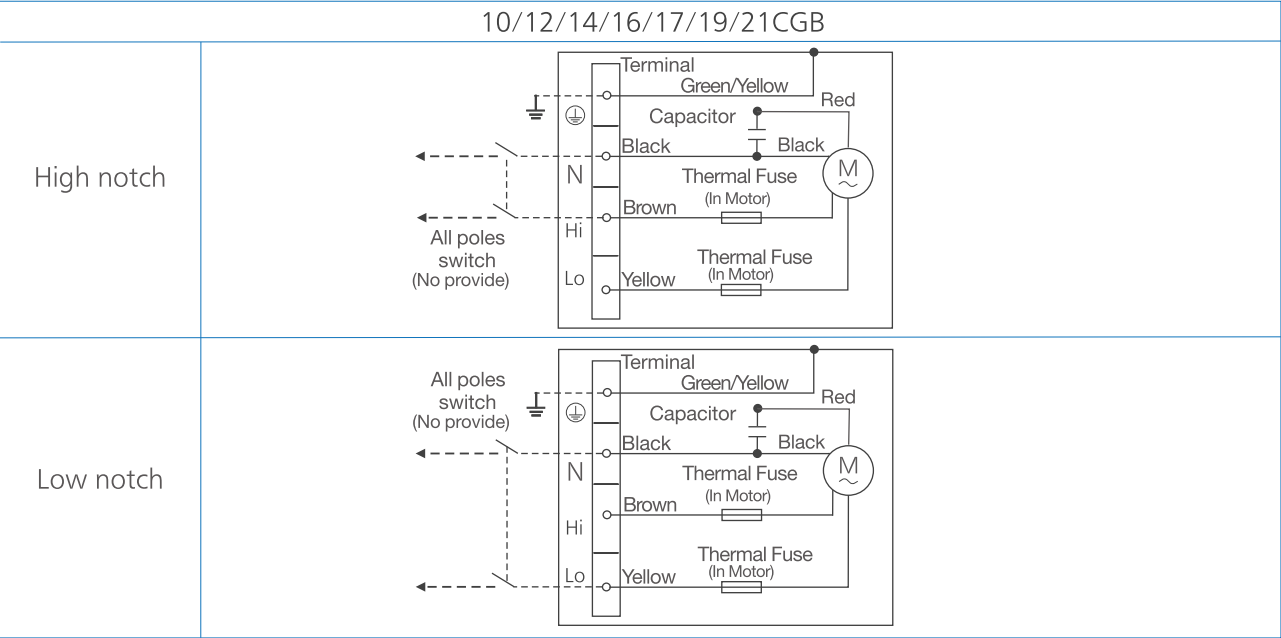 10/12/14/16/17/19/21CGB
High notch
Terminal
Green/Yellow
Red
Capacitor
Black
Black
N
M
Thermal Fuse
(In Motor)
Brown
Hi
All poles
switch
(No provide)
Thermal Fuse
(In Motor)
Lo
Yellow
Low notch
Terminal
All poles
switch
(No provide)
Green/Yellow
Red
Capacitor
Black
Black
N
M
Thermal Fuse
(In Motor)
Brown
Hi
Thermal Fuse
(In Motor)
Lo
Yellow